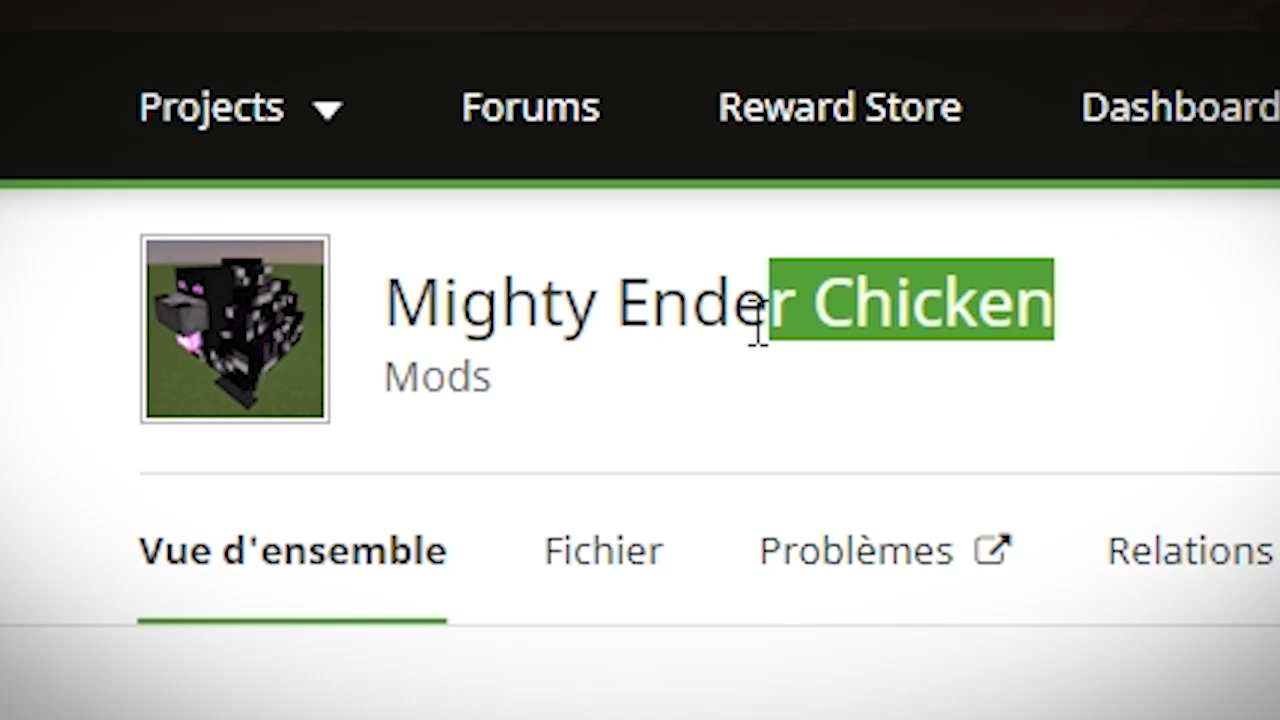 Projects Forums Reward Store Dashboard
Mighty Ender Chicken
Mods
Vue d'ensemble Fichier Problèmes Relations